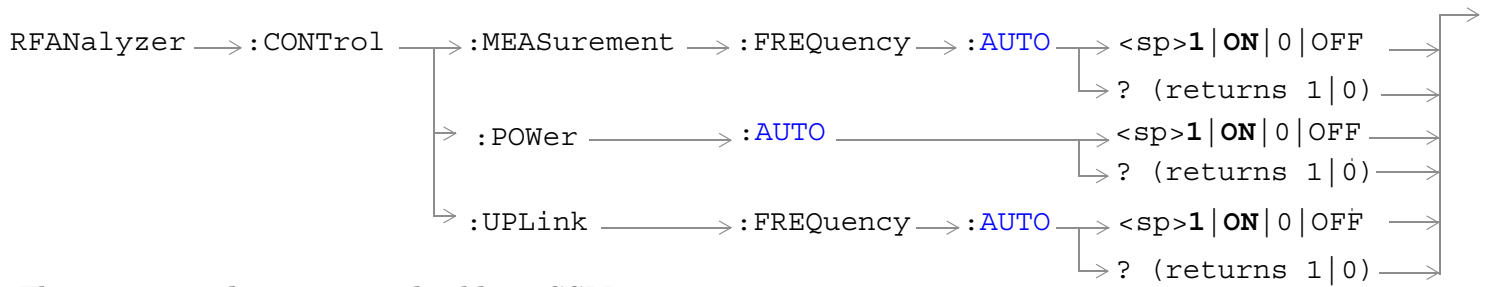 RFANalyzer :CONTrol :MEASurement :FREQuency :AUTO <sp>1|ON|0|OFF
? (returns 1|0)
:POWer :AUTO <sp>1|ON|0|OFF
? (returns 1|0)
:UPLink :FREQuency :AUTO <sp>1|ON|0|OFF
? (returns 1|0)